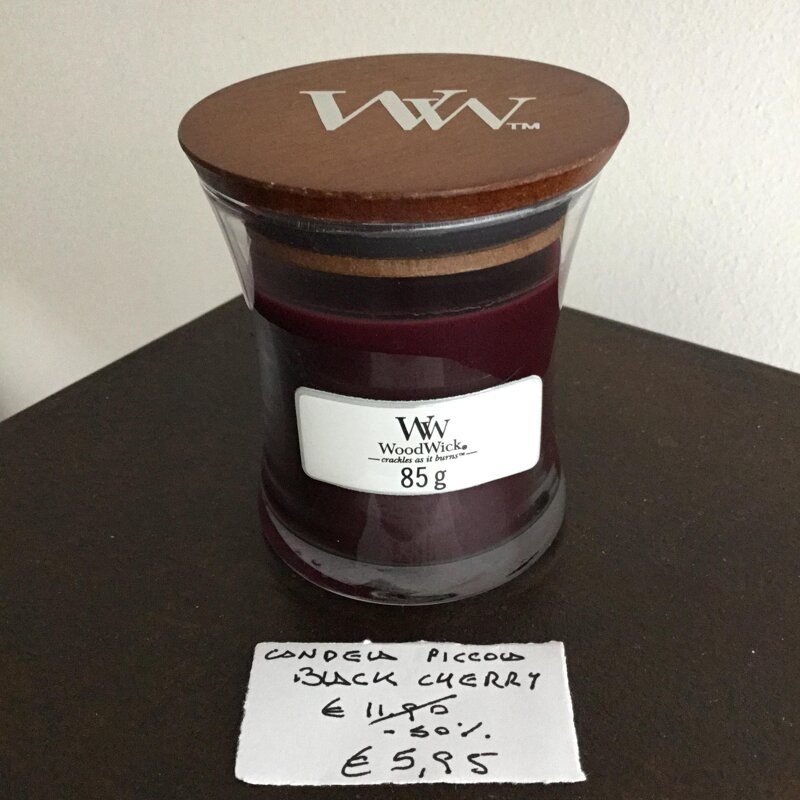 WW™
WW
WoodWick®
crackles as it burns™
85 g
CANDELA PICCOLA
BLACK CHERRY
€ 11,90
-50%
€ 5,95